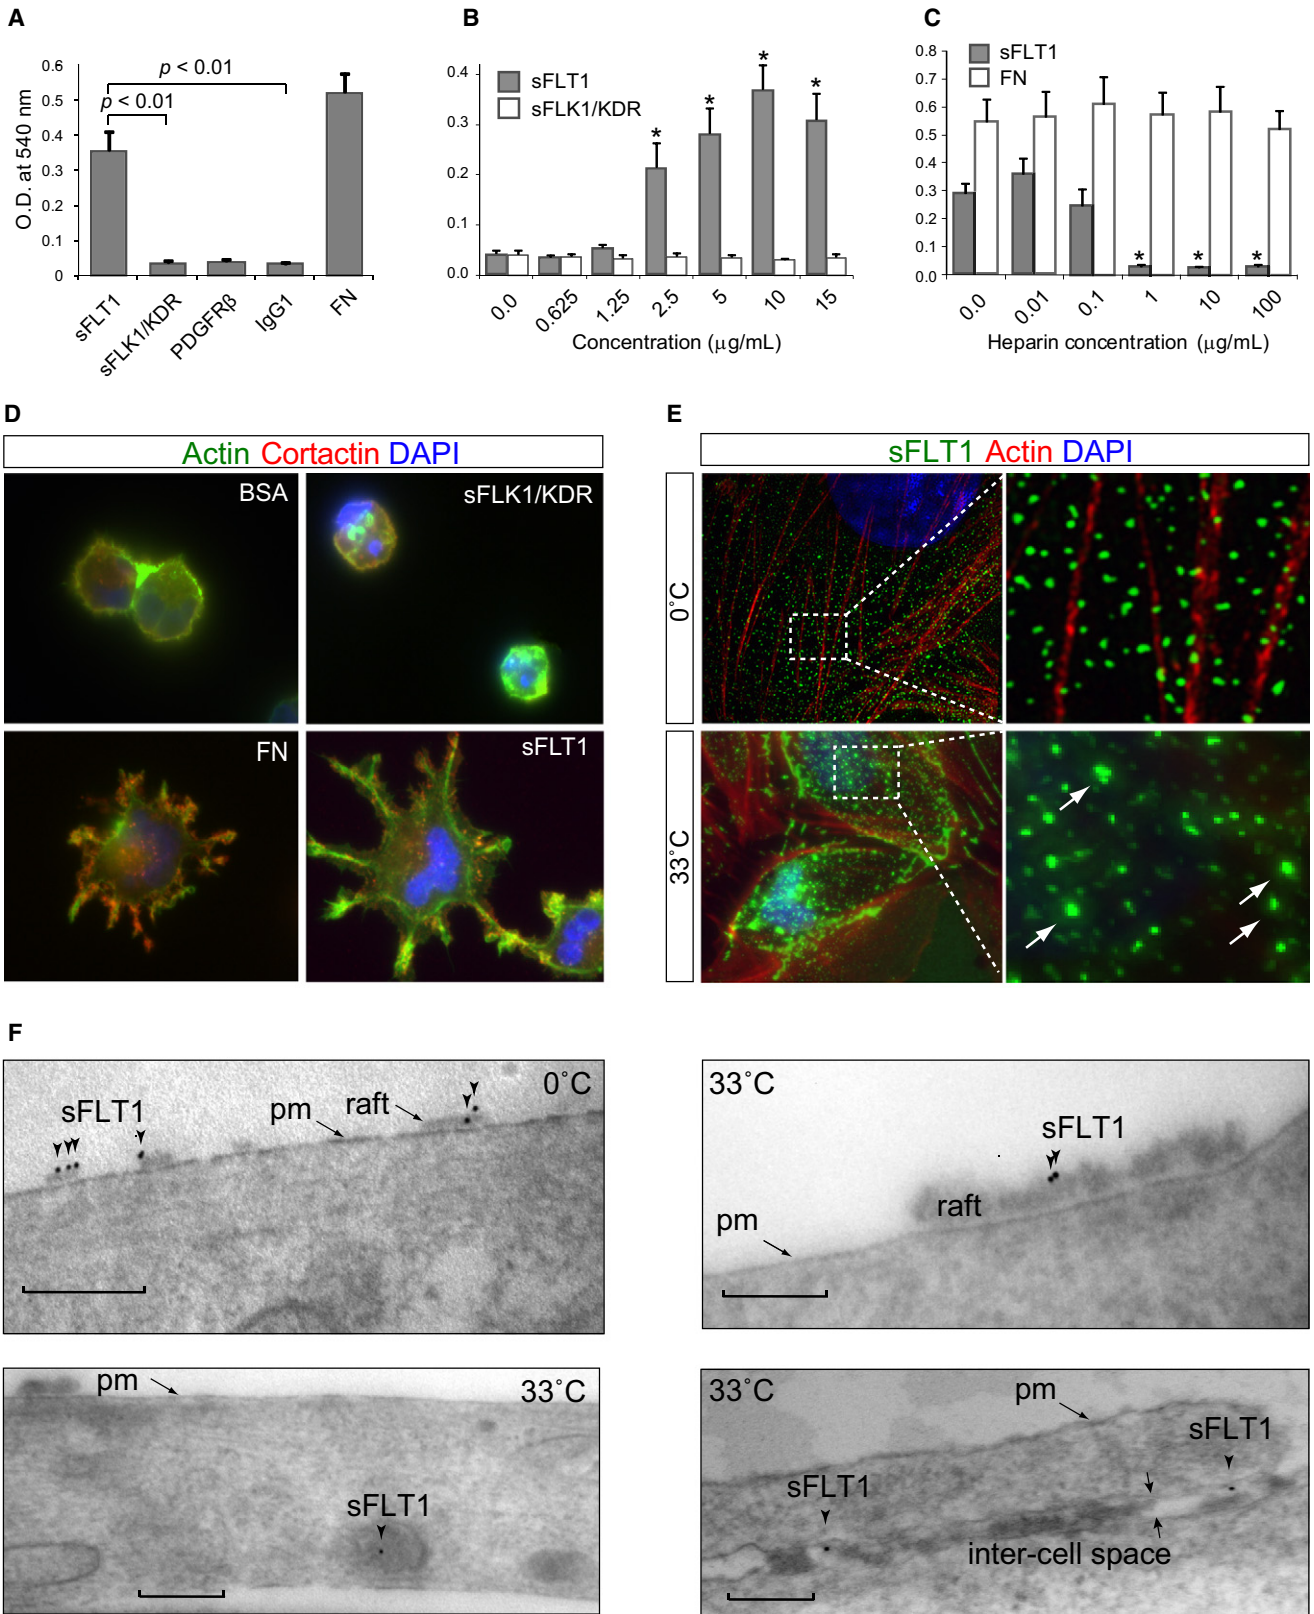 A
O.D. at 540 nm
0.6
0.5
0.4
0.3
0.2
0.1
0
p < 0.01
p < 0.01
sFLT1
sFLK1/KDR
PDGFRβ
IgG1
FN
B
0.4
0.3
0.2
0.1
0.0
sFLT1
sFLK1/KDR
* * * *
0.0
0.625
1.25
2.5
5
10
15
Concentration (μg/mL)
C
0.8
0.7
0.6
0.5
0.4
0.3
0.2
0.1
0.0
sFLT1
FN
* * *
0.0
0.01
0.1
1
10
100
Heparin concentration (μg/mL)
D
Actin Cortactin DAPI
BSA
sFLK1/KDR
FN
sFLT1
E
sFLT1 Actin DAPI
0˚C
33˚C
F
0˚C
sFLT1
pm
raft
33˚C
sFLT1
raft
pm
pm
33˚C
sFLT1
33˚C
pm
sFLT1
sFLT1
inter-cell space